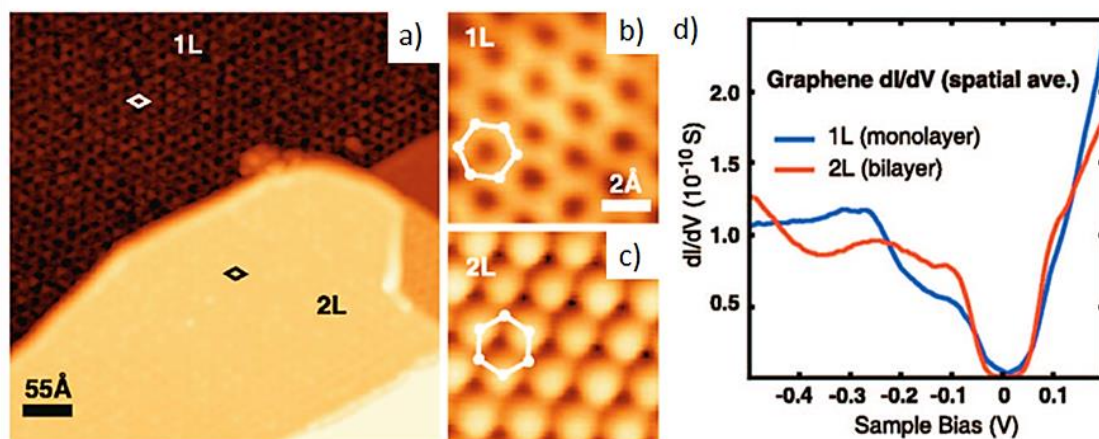 1L
a)
2L
55Å
1L
b)
2Å
2L
c)
d)
Graphene dI/dV (spatial ave.)
1L (monolayer)
2L (bilayer)
dI/dV (10⁻¹⁰ S)
2.0
1.5
1.0
0.5
-0.4 -0.3 -0.2 -0.1 0 0.1
Sample Bias (V)